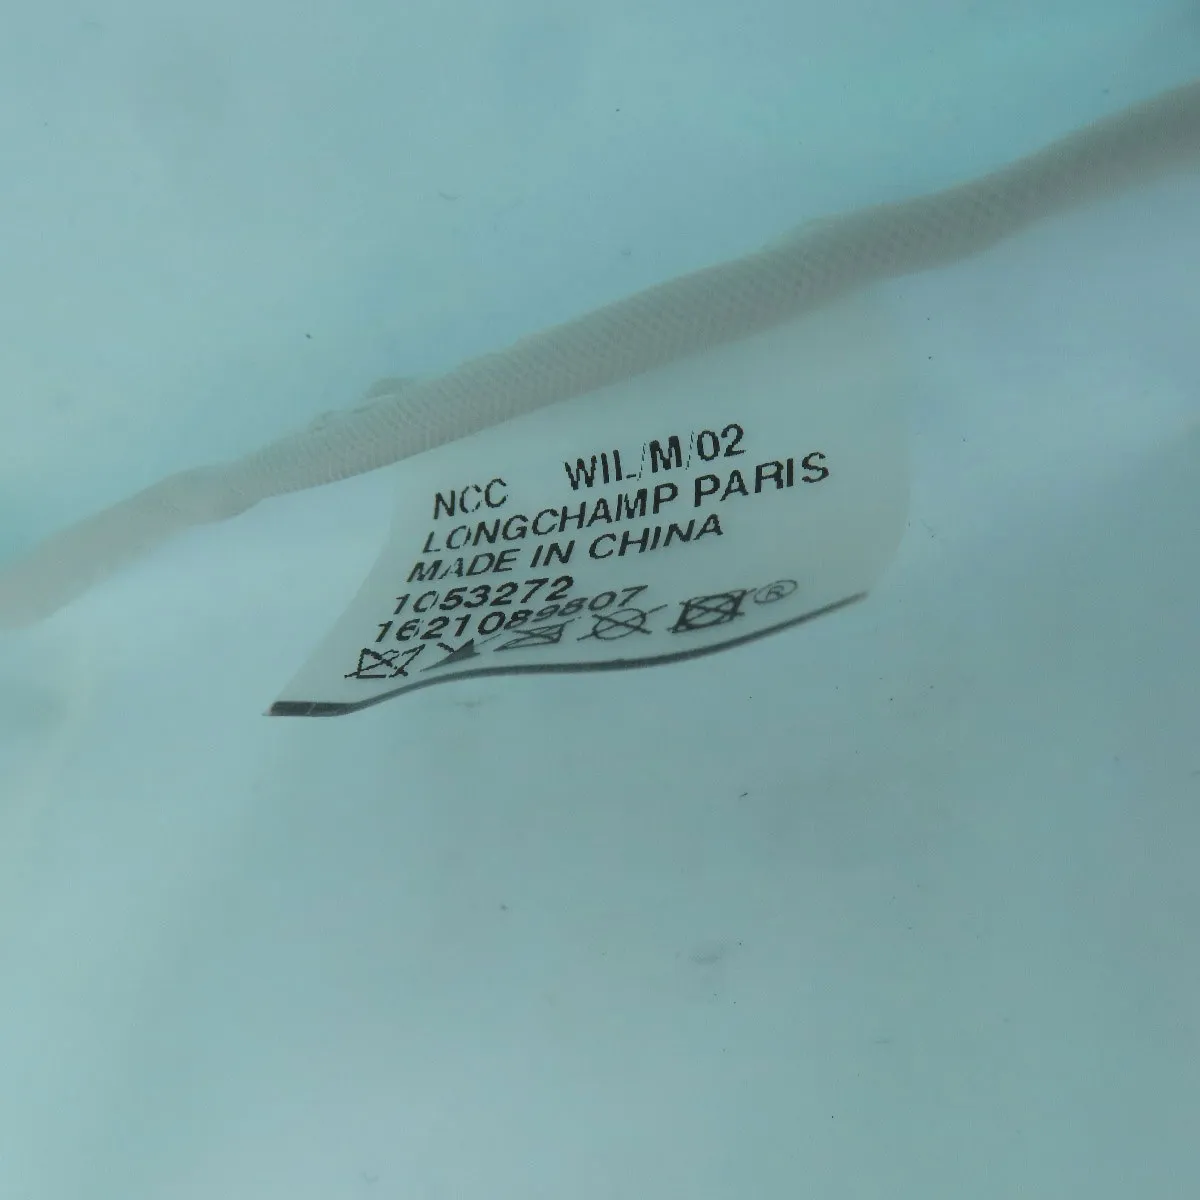 NCC WIL/M/02
LONGCHAMP PARIS
MADE IN CHINA
1053272
1621089807
®